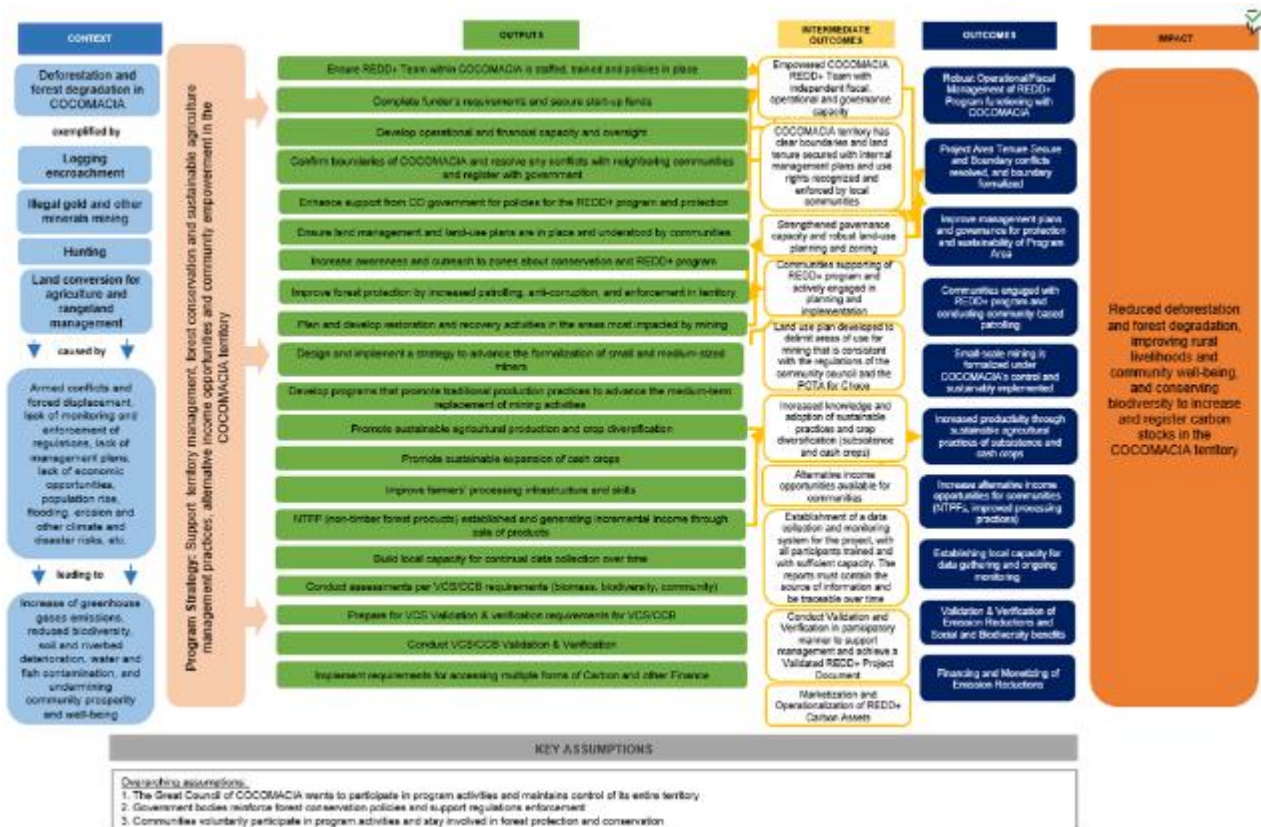 CONTEXT
Deforestation and
forest degradation in
COCOMACIA
exemplified by
Logging
encroachment
Illegal gold and other
minerals mining
Hunting
Land conversion for
agriculture and
rangeland
management
caused by
Armed conflicts and
forced displacement,
lack of monitoring and
enforcement of
regulations, lack of
management plans,
lack of economic
opportunities,
population rise,
flooding, erosion and
other climate and
disaster risks, etc.
leading to
Increase of greenhouse
gases emissions,
reduced biodiversity,
soil and riverbed
deterioration, water and
fish contamination, and
undermining
community prosperity
and well-being
Program Strategy: Support territory management, forest conservation and sustainable agriculture
management practices, alternative income opportunities and community empowerment in the
COCOMACIA territory
OUTPUTS
Ensure REDD+ Team within COCOMACIA is staffed, trained and policies in place
Complete funder's requirements and secure start-up funds
Develop operational and financial capacity and oversight
Confirm boundaries of COCOMACIA and resolve any conflicts with neighboring communities
and register with government
Enhance support from CO government for policies for the REDD+ program and protection
Ensure land management and land-use plans are in place and understood by communities
Increase awareness and outreach to zones about conservation and REDD+ program
Improve forest protection by increased patrolling, anti-corruption, and enforcement in territory
Plan and develop restoration and recovery activities in the areas most impacted by mining
Design and implement a strategy to advance the formalization of small and medium-sized
miners
Develop programs that promote traditional production practices to advance the medium-term
replacement of mining activities
Promote sustainable agricultural production and crop diversification
Promote sustainable expansion of cash crops
Improve farmers' processing infrastructure and skills
NTFP (non-timber forest products) established and generating incremental income through
sale of products
Build local capacity for continual data collection over time
Conduct assessments per VCS/CCB requirements (biomass, biodiversity, community)
Prepare for VCS Validation & verification requirements for VCS/CCB
Conduct VCS/CCB Validation & Verification
Implement requirements for accessing multiple forms of Carbon and other Finance
INTERMEDIATE
OUTCOMES
Empowered COCOMACIA
REDD+ Team with
independent fiscal,
operational and governance
capacity
COCOMACIA territory has
clear boundaries and land
tenure secured with internal
management plans and use
rights recognized and
enforced by local
communities
Strengthened governance
capacity and robust land-use
planning and zoning
Communities supporting of
REDD+ program and
actively engaged in
planning and
implementation
Land use plan developed to
delimit areas of use for
mining that is consistent
with the regulations of the
community council and the
POTA for Choco
Increased knowledge and
adoption of sustainable
practices and crop
diversification (subsistence
and cash crops)
Alternative income
opportunities available for
communities
Establishment of a data
collection and monitoring
system for the project, with
all participants trained and
with sufficient capacity. The
reports must contain the
source of information and
be traceable over time
Conduct Validation and
Verification in participatory
manner to support
management and achieve a
Validated REDD+ Project
Document
Marketization and
Operationalization of REDD+
Carbon Assets
OUTCOMES
Robust Operational/Fiscal
Management of REDD+
Program functioning with
COCOMACIA
Project Area Tenure Secure
and Boundary conflicts
resolved, and boundary
formalized
Improve management plans
and governance for protection
and sustainability of Program
Area
Communities engaged with
REDD+ program and
conducting community based
patrolling
Small-scale mining is
formalized under
COCOMACIA's control and
sustainably implemented
Increased productivity through
sustainable agricultural
practices of subsistence and
cash crops
Increase alternative income
opportunities for communities
(NTPFs, improved processing
practices)
Establishing local capacity for
data gathering and ongoing
monitoring
Validation & Verification of
Emission Reductions and
Social and Biodiversity benefits
Financing and Monetizing of
Emission Reductions
IMPACT
Reduced deforestation
and forest degradation,
improving rural
livelihoods and
community well-being,
and conserving
biodiversity to increase
and register carbon
stocks in the
COCOMACIA territory
KEY ASSUMPTIONS
Overarching assumptions:
1. The Great Council of COCOMACIA wants to participate in program activities and maintains control of its entire territory
2. Government bodies reinforce forest conservation policies and support regulations enforcement
3. Communities voluntarily participate in program activities and stay involved in forest protection and conservation